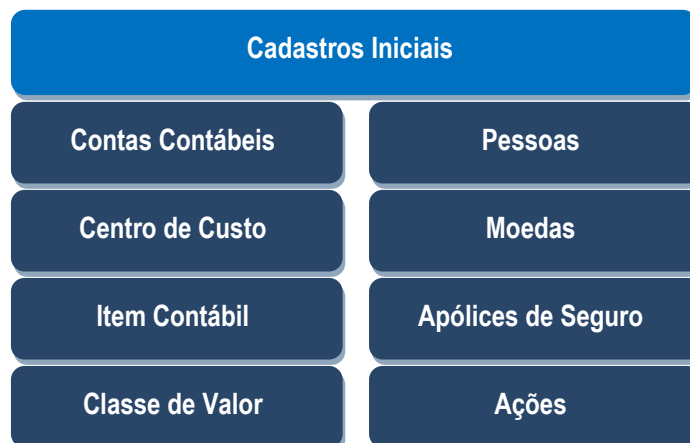 Cadastros Iniciais
Contas Contábeis
Pessoas
Centro de Custo
Moedas
Item Contábil
Apólices de Seguro
Classe de Valor
Ações